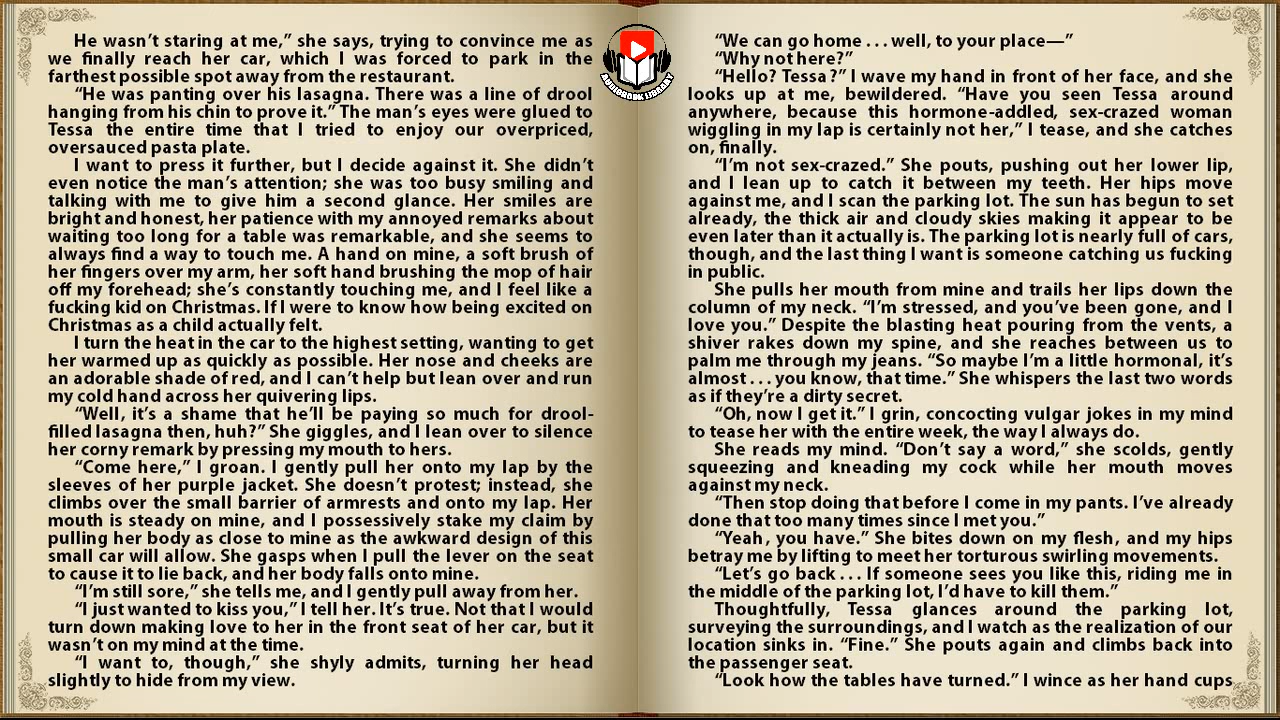 He wasn't staring at me,” she says, trying to convince me as
we finally reach her car, which I was forced to park in the
farthest possible spot away from the restaurant.
“He was panting over his lasagna. There was a line of drool
hanging from his chin to prove it.” The man's eyes were glued to
Tessa the entire time that I tried to enjoy our overpriced,
oversauced pasta plate.
I want to press it further, but I decide against it. She didn't
even notice the man's attention; she was too busy smiling and
talking with me to give him a second glance. Her smiles are
bright and honest, her patience with my annoyed remarks about
waiting too long for a table was remarkable, and she seems to
always find a way to touch me. A hand on mine, a soft brush of
her fingers over my arm, her soft hand brushing the mop of hair
off my forehead; she's constantly touching me, and I feel like a
fucking kid on Christmas. If I were to know how being excited on
Christmas as a child actually felt.
I turn the heat in the car to the highest setting, wanting to get
her warmed up as quickly as possible. Her nose and cheeks are
an adorable shade of red, and I can't help but lean over and run
my cold hand across her quivering lips.
“Well, it's a shame that he'll be paying so much for drool-
filled lasagna then, huh?” She giggles, and I lean over to silence
her corny remark by pressing my mouth to hers.
“Come here,” I groan. I gently pull her onto my lap by the
sleeves of her purple jacket. She doesn't protest; instead, she
climbs over the small barrier of armrests and onto my lap. Her
mouth is steady on mine, and I possessively stake my claim by
pulling her body as close to mine as the awkward design of this
small car will allow. She gasps when I pull the lever on the seat
to cause it to lie back, and her body falls onto mine.
“I'm still sore,” she tells me, and I gently pull away from her.
“I just wanted to kiss you,” I tell her. It's true. Not that I would
turn down making love to her in the front seat of her car, but it
wasn't on my mind at the time.
“I want to, though,” she shyly admits, turning her head
slightly to hide from my view.
AUDIOBOOK LIBRARY
“We can go home . . . well, to your place—”
“Why not here?”
“Hello? Tessa?” I wave my hand in front of her face, and she
looks up at me, bewildered. “Have you seen Tessa around
anywhere, because this hormone-addled, sex-crazed woman
wiggling in my lap is certainly not her,” I tease, and she catches
on, finally.
“I'm not sex-crazed.” She pouts, pushing out her lower lip,
and I lean up to catch it between my teeth. Her hips move
against me, and I scan the parking lot. The sun has begun to set
already, the thick air and cloudy skies making it appear to be
even later than it actually is. The parking lot is nearly full of cars,
though, and the last thing I want is someone catching us fucking
in public.
She pulls her mouth from mine and trails her lips down the
column of my neck. “I'm stressed, and you've been gone, and I
love you.” Despite the blasting heat pouring from the vents, a
shiver rakes down my spine, and she reaches between us to
palm me through my jeans. “So maybe I'm a little hormonal, it's
almost . . . you know, that time.” She whispers the last two words
as if they're a dirty secret.
“Oh, now I get it.” I grin, concocting vulgar jokes in my mind
to tease her with the entire week, the way I always do.
She reads my mind. “Don't say a word,” she scolds, gently
squeezing and kneading my cock while her mouth moves
against my neck.
“Then stop doing that before I come in my pants. I've already
done that too many times since I met you.”
“Yeah, you have.” She bites down on my flesh, and my hips
betray me by lifting to meet her torturous swirling movements.
“Let's go back . . . If someone sees you like this, riding me in
the middle of the parking lot, I'd have to kill them.”
Thoughtfully, Tessa glances around the parking lot,
surveying the surroundings, and I watch as the realization of our
location sinks in. “Fine.” She pouts again and climbs back into
the passenger seat.
“Look how the tables have turned.” I wince as her hand cups